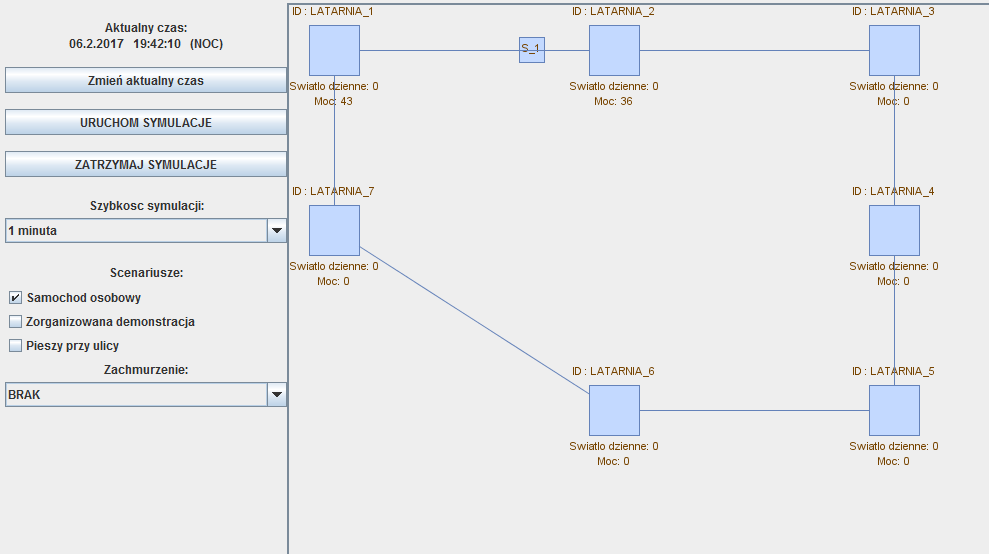 Aktualny czas:
06.2.2017 19:42:10 (NOC)
Zmień aktualny czas
URUCHOM SYMULACJE
ZATRZYMAJ SYMULACJE
Szybkosc symulacji:
1 minuta
Scenariusze:
Samochod osobowy
Zorganizowana demonstracja
Pieszy przy ulicy
Zachmurzenie:
BRAK
ID : LATARNIA_1
Swiatlo dzienne: 0
Moc: 43
S_1
ID : LATARNIA_2
Swiatlo dzienne: 0
Moc: 36
ID : LATARNIA_3
Swiatlo dzienne: 0
Moc: 0
ID : LATARNIA_7
Swiatlo dzienne: 0
Moc: 0
ID : LATARNIA_4
Swiatlo dzienne: 0
Moc: 0
ID : LATARNIA_6
Swiatlo dzienne: 0
Moc: 0
ID : LATARNIA_5
Swiatlo dzienne: 0
Moc: 0